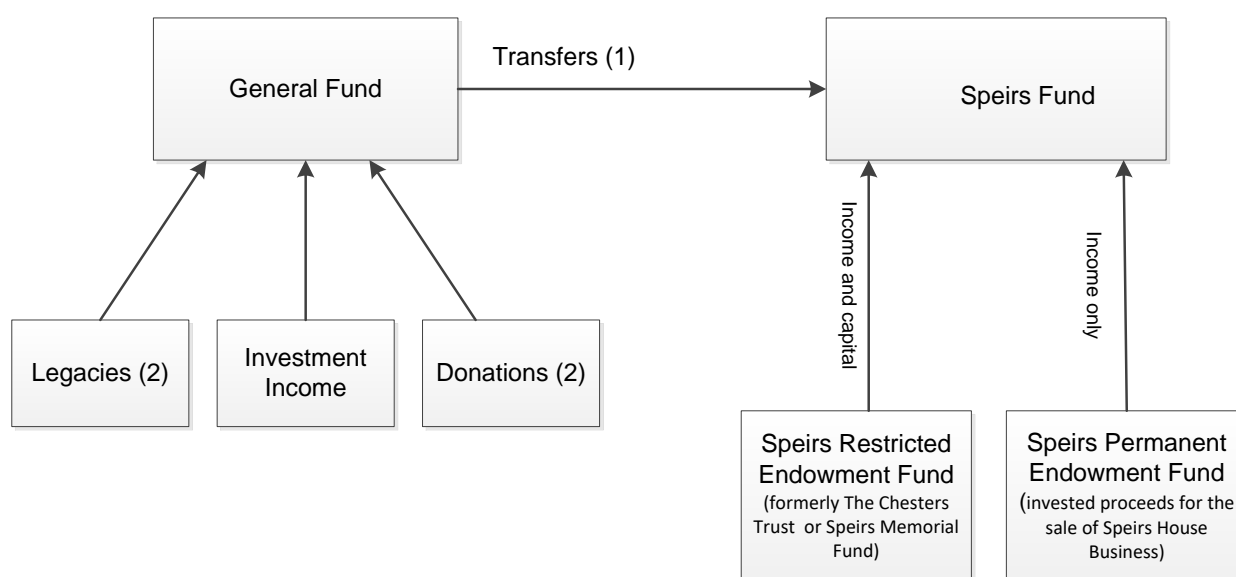 Transfers (1)
General Fund
Speirs Fund
Income and capital
Income only
Legacies (2)
Investment
Income
Donations (2)
Speirs Restricted
Endowment Fund
(formerly The Chesters
Trust or Speirs Memorial
Fund)
Speirs Permanent
Endowment Fund
(invested proceeds for the
sale of Speirs House
Business)